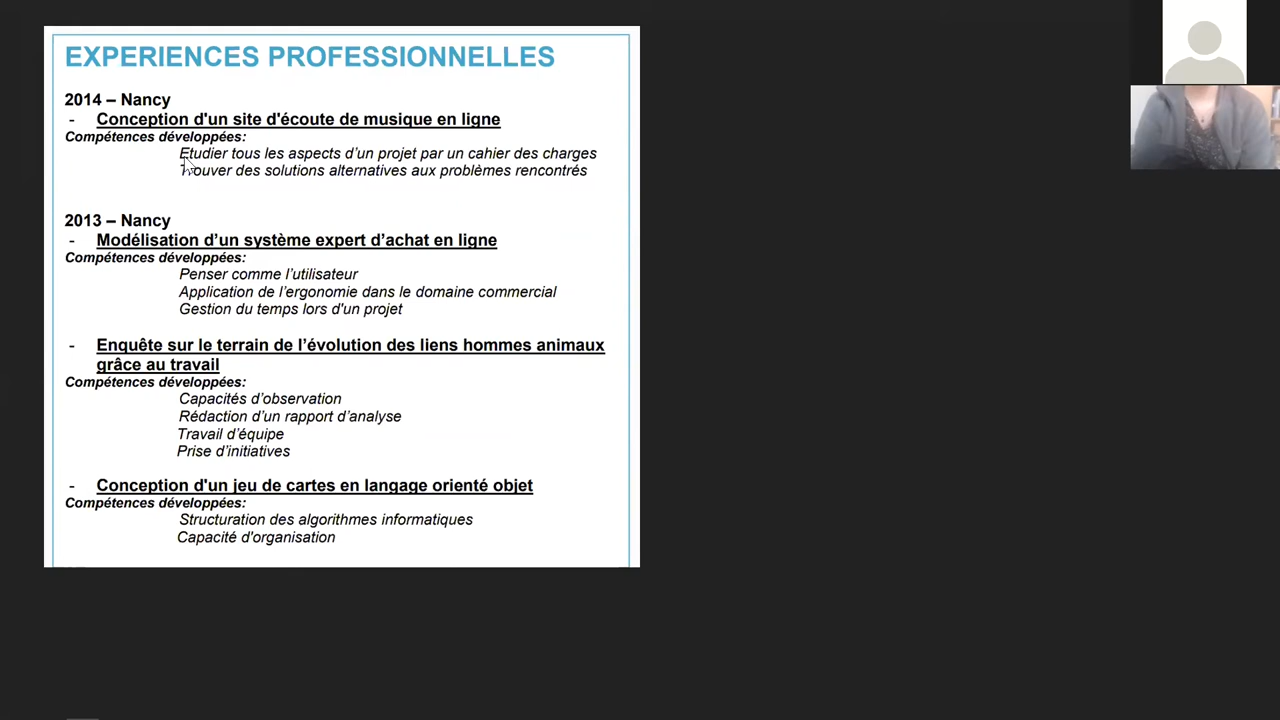 EXPERIENCES PROFESSIONNELLES
2014 – Nancy
- Conception d'un site d'écoute de musique en ligne
Compétences développées:
Etudier tous les aspects d’un projet par un cahier des charges
Trouver des solutions alternatives aux problèmes rencontrés
2013 – Nancy
- Modélisation d’un système expert d’achat en ligne
Compétences développées:
Penser comme l’utilisateur
Application de l’ergonomie dans le domaine commercial
Gestion du temps lors d'un projet
- Enquête sur le terrain de l’évolution des liens hommes animaux
grâce au travail
Compétences développées:
Capacités d’observation
Rédaction d’un rapport d’analyse
Travail d’équipe
Prise d’initiatives
- Conception d'un jeu de cartes en langage orienté objet
Compétences développées:
Structuration des algorithmes informatiques
Capacité d'organisation